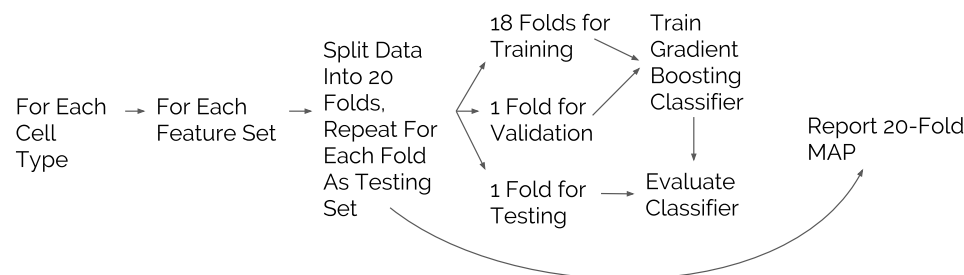 For Each
Cell
Type
For Each
Feature Set
Split Data
Into 20
Folds,
Repeat For
Each Fold
As Testing
Set
18 Folds for
Training
1 Fold for
Validation
1 Fold for
Testing
Train
Gradient
Boosting
Classifier
Evaluate
Classifier
Report 20-Fold
MAP